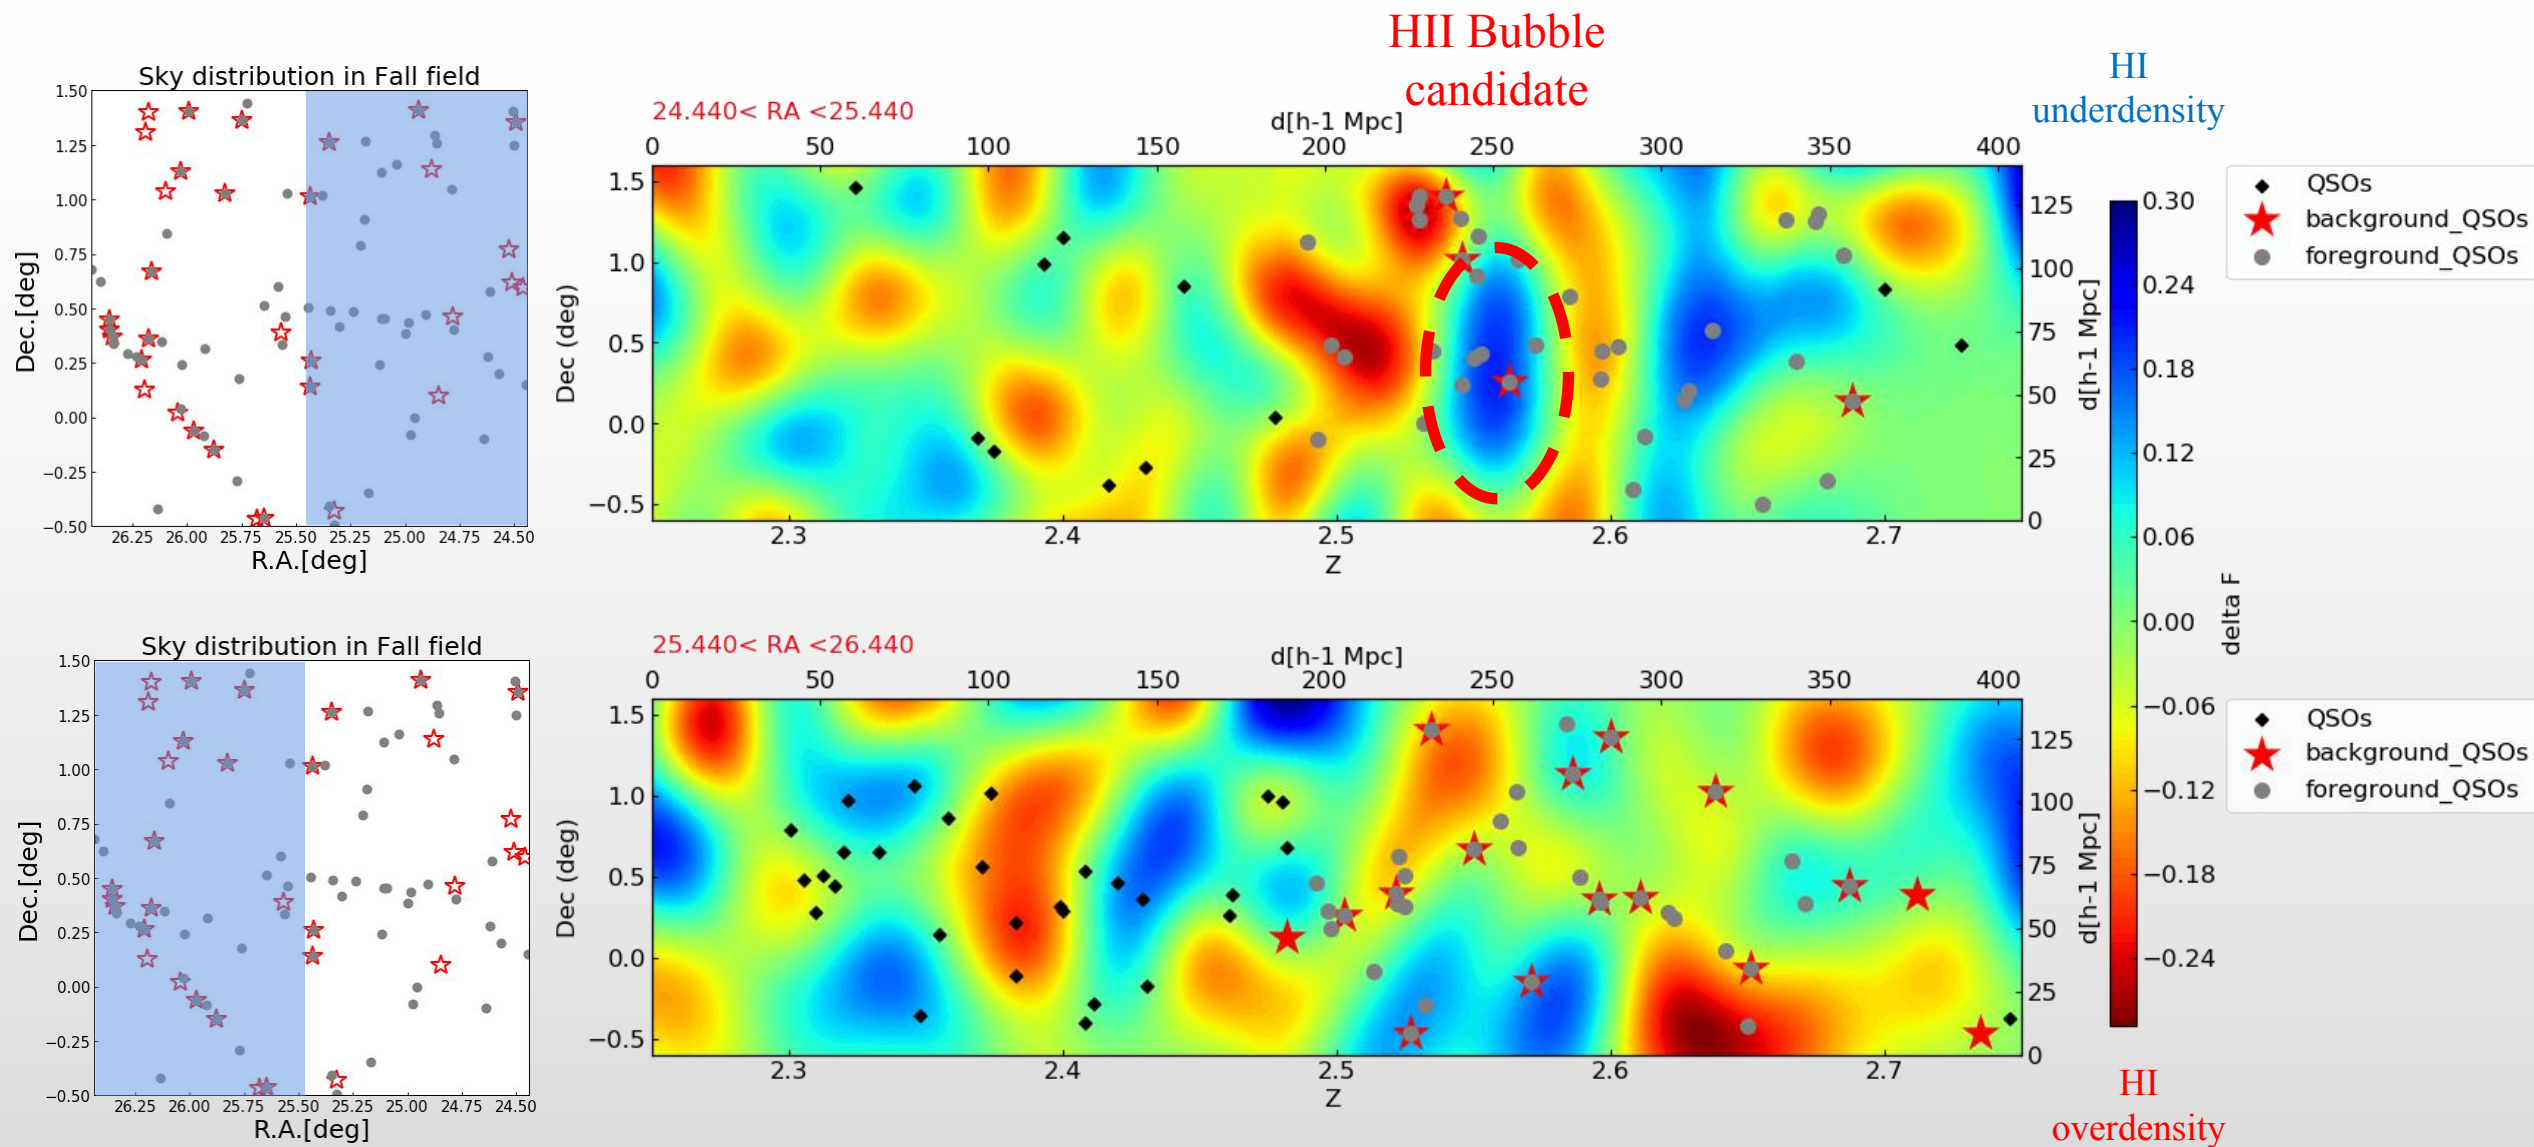 HII Bubble
candidate
HI
underdensity
Sky distribution in Fall field
1.50
1.25
1.00
0.75
0.50
0.25
0.00
−0.25
−0.50
Dec.[deg]
26.25 26.00 25.75 25.50 25.25 25.00 24.75 24.50
R.A.[deg]
24.440< RA <25.440
d[h-1 Mpc]
0 50 100 150 200 250 300 350 400
1.5
1.0
0.5
0.0
−0.5
Dec (deg)
2.3 2.4 2.5 2.6 2.7
Z
125
100
75
50
25
0
d[h-1 Mpc]
QSOs
background_QSOs
foreground_QSOs
0.30
0.24
0.18
0.12
0.06
0.00
−0.06
−0.12
−0.18
−0.24
delta F
Sky distribution in Fall field
1.50
1.25
1.00
0.75
0.50
0.25
0.00
−0.25
−0.50
Dec.[deg]
26.25 26.00 25.75 25.50 25.25 25.00 24.75 24.50
R.A.[deg]
25.440< RA <26.440
d[h-1 Mpc]
0 50 100 150 200 250 300 350 400
1.5
1.0
0.5
0.0
−0.5
Dec (deg)
2.3 2.4 2.5 2.6 2.7
Z
125
100
75
50
25
0
d[h-1 Mpc]
QSOs
background_QSOs
foreground_QSOs
HI
overdensity